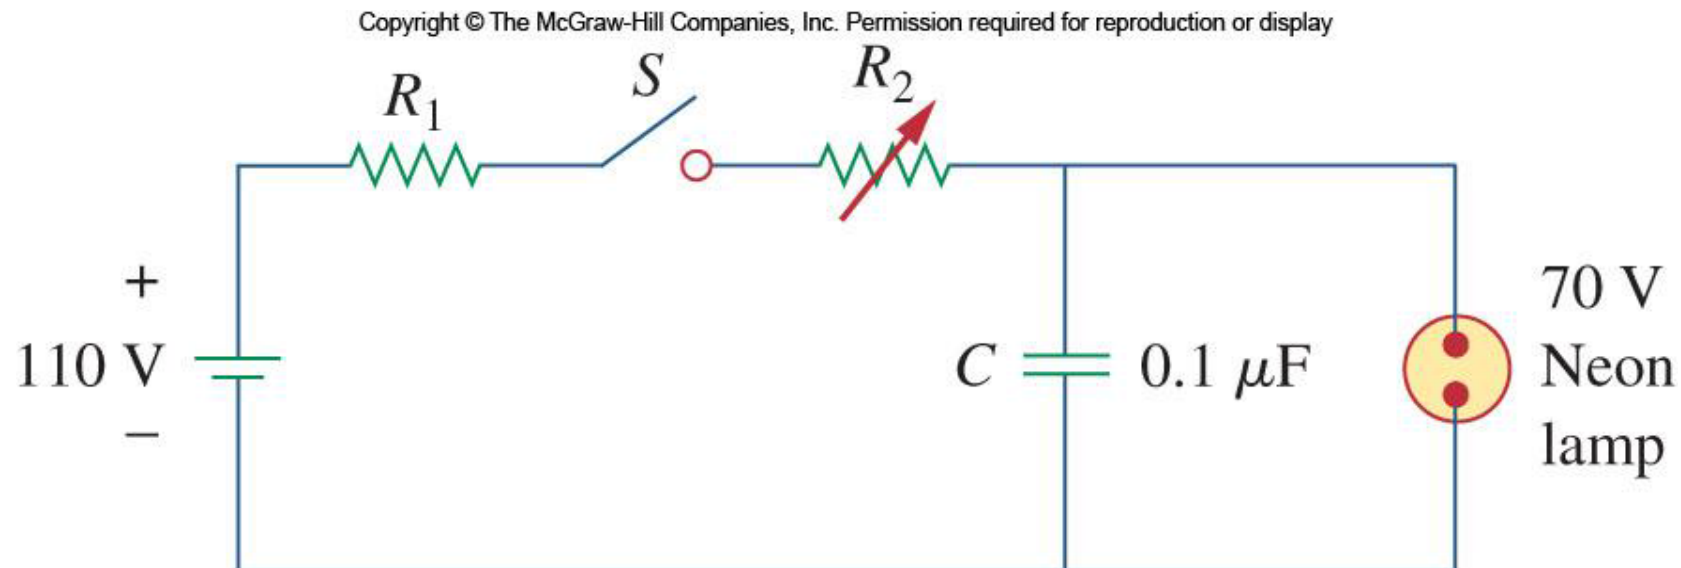 Copyright © The McGraw-Hill Companies, Inc. Permission required for reproduction or display
R₁
S
R₂
+
110 V
−
C
0.1 μF
70 V
Neon
lamp